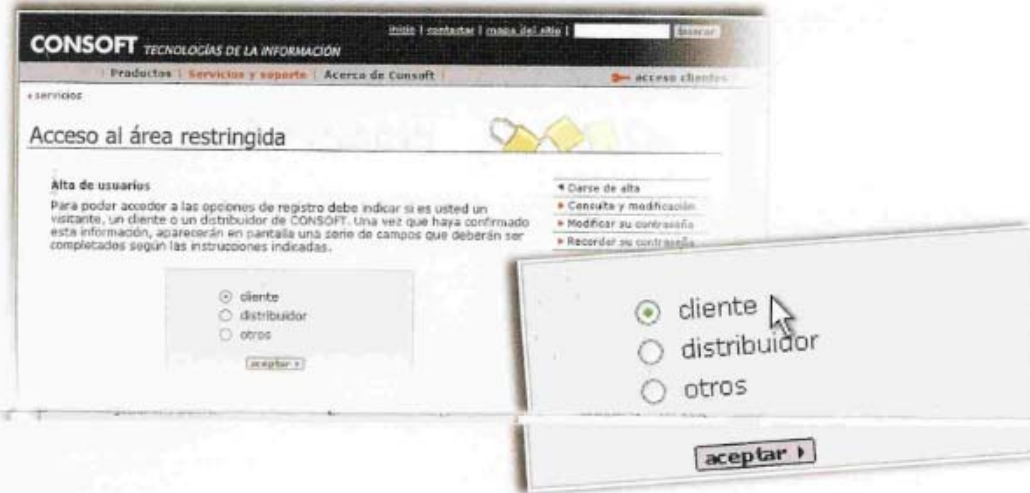 inicio | contactar | mapa del sitio | buscar
CONSOFT TECNOLOGÍAS DE LA INFORMACIÓN
| Productos | Servicios y soporte | Acerca de Consoft |
acceso clientes
servicios
Acceso al área restringida
Alta de usuarios
Para poder acceder a las opciones de registro debe indicar si es usted un
visitante, un cliente o un distribuidor de CONSOFT. Una vez que haya confirmado
esta información, aparecerán en pantalla una serie de campos que deberán ser
completados según las instrucciones indicadas.
cliente
distribuidor
otros
aceptar
Darse de alta
Consulta y modificación
Modificar su contraseña
Recordar su contraseña
cliente
distribuidor
otros
aceptar